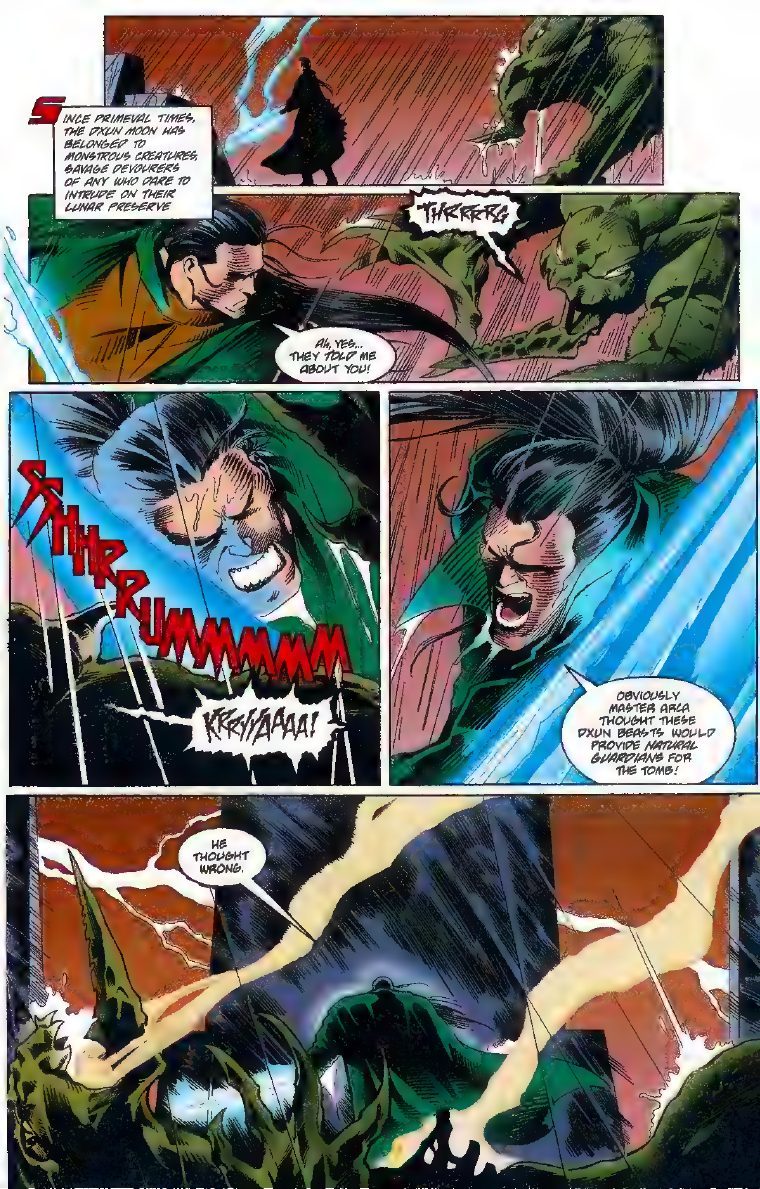 SINCE PRIMEVAL TIMES,
THE DXUN MOON HAS
BELONGED TO
MONSTROUS CREATURES,
SAVAGE DEVOURERS
OF ANY WHO DARE TO
INTRUDE ON THEIR
LUNAR PRESERVE
THRRRRG
AH, YES...
THEY TOLD ME
ABOUT YOU!
SSHHRRUMMMMM
KRRYYAAAA!
OBVIOUSLY
MASTER ARCA
THOUGHT THESE
DXUN BEASTS WOULD
PROVIDE NATURAL
GUARDIANS FOR
THE TOMB!
HE
THOUGHT
WRONG.